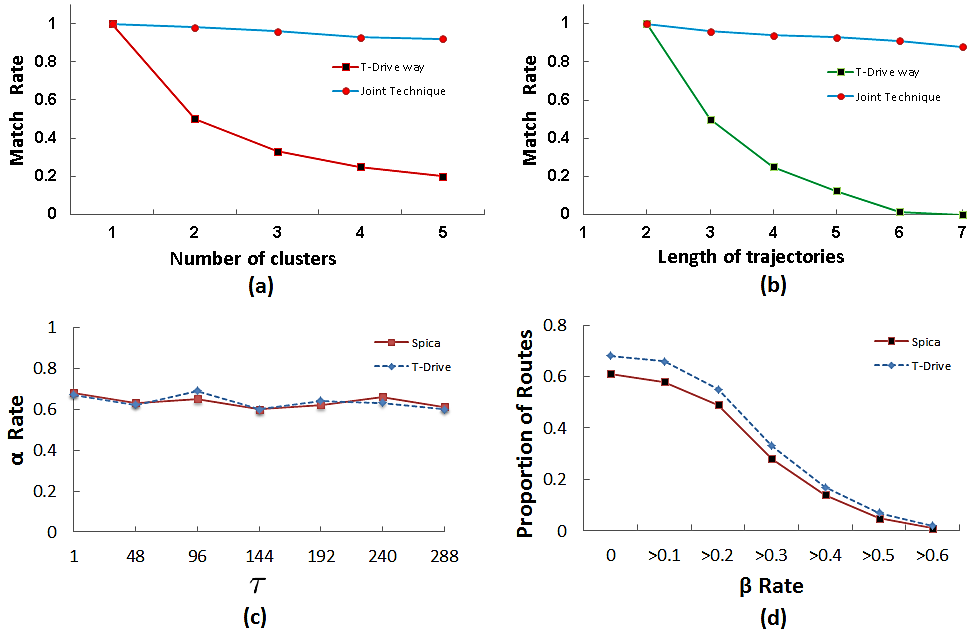 Match Rate
1
0.8
0.6
0.4
0.2
0
T-Drive way
Joint Technique
1 2 3 4 5
Number of clusters
(a)
Match Rate
1
0.8
0.6
0.4
0.2
0
T-Drive way
Joint Technique
1 2 3 4 5 6 7
Length of trajectories
(b)
α Rate
1
0.8
0.6
0.4
0.2
0
Spica
T-Drive
1 48 96 144 192 240 288
τ
(c)
Proportion of Routes
0.8
0.6
0.4
0.2
0
Spica
T-Drive
0 >0.1 >0.2 >0.3 >0.4 >0.5 >0.6
β Rate
(d)